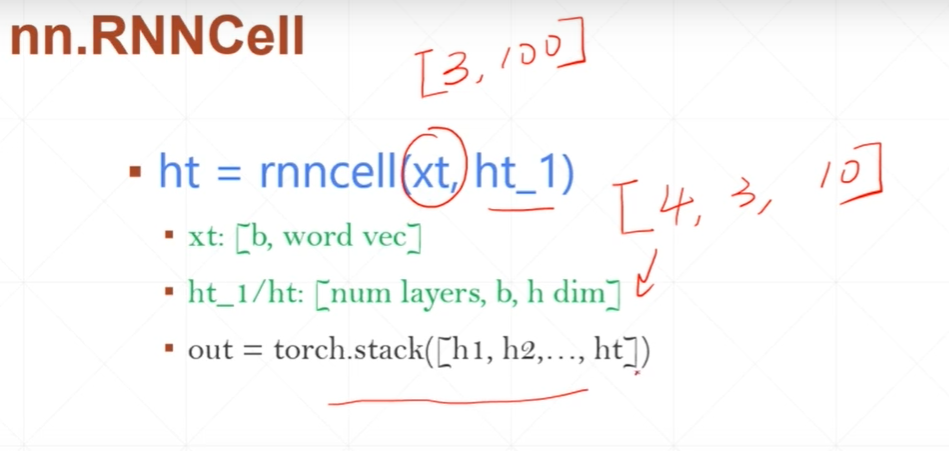 nn.RNNCell
[3, 100]
▪ ht = rnncell(xt, ht_1)
[4, 3, 10]
▪ xt: [b, word vec]
▪ ht_1/ht: [num layers, b, h dim]
▪ out = torch.stack([h1, h2,..., ht])